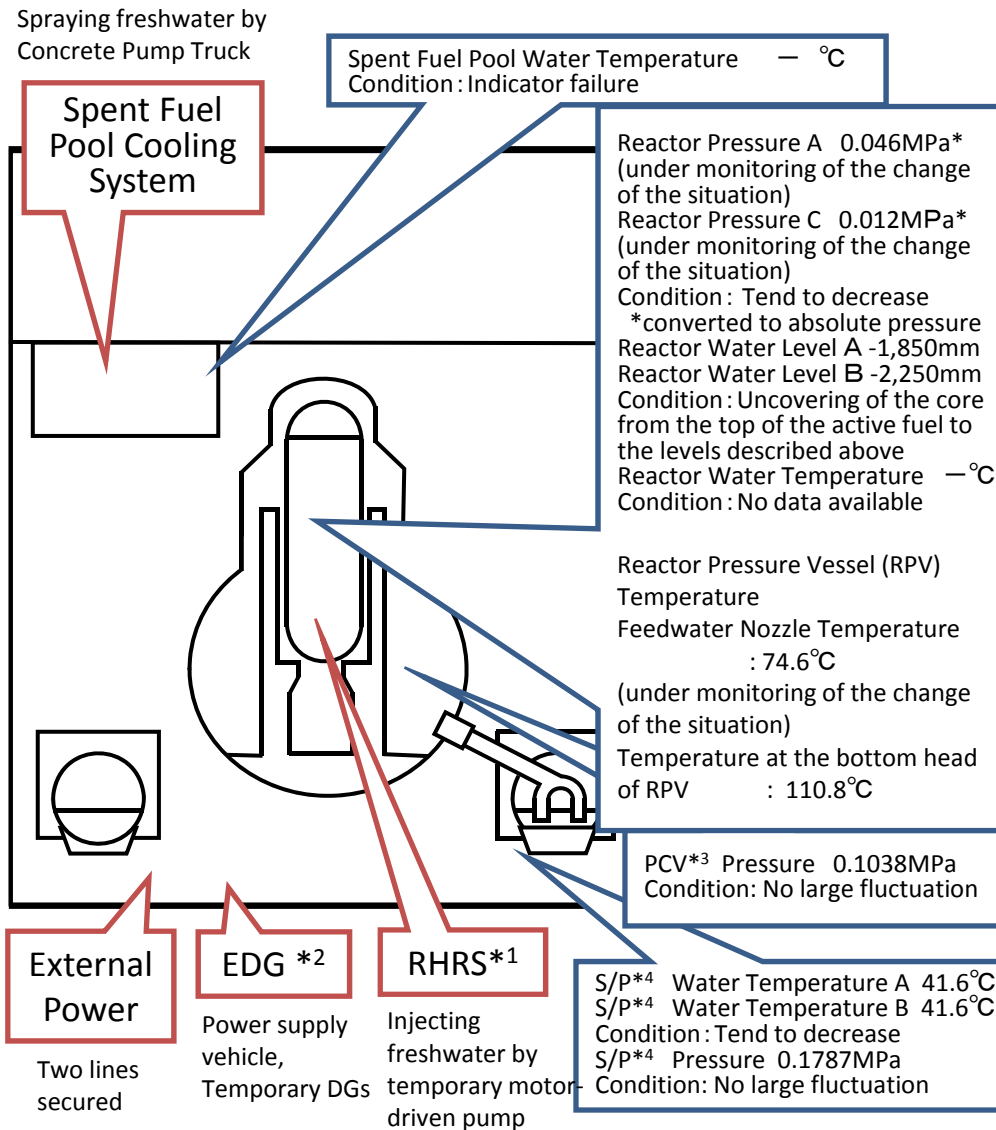 Spraying freshwater by
Concrete Pump Truck
Spent Fuel
Pool Cooling
System
Spent Fuel Pool Water Temperature － ℃
Condition：Indicator failure
Reactor Pressure A 0.046MPa*
(under monitoring of the change
of the situation)
Reactor Pressure C 0.012MPa*
(under monitoring of the change
of the situation)
Condition： Tend to decrease
*converted to absolute pressure
Reactor Water Level A -1,850mm
Reactor Water Level B -2,250mm
Condition：Uncovering of the core
from the top of the active fuel to
the levels described above
Reactor Water Temperature －℃
Condition：No data available
Reactor Pressure Vessel (RPV)
Temperature
Feedwater Nozzle Temperature
: 74.6℃
(under monitoring of the change
of the situation)
Temperature at the bottom head
of RPV : 110.8℃
PCV*3 Pressure 0.1038MPa
Condition: No large fluctuation
S/P*4 Water Temperature A 41.6℃
S/P*4 Water Temperature B 41.6℃
Condition：Tend to decrease
S/P*4 Pressure 0.1787MPa
Condition: No large fluctuation
External
Power
Two lines
secured
EDG *2
Power supply
vehicle,
Temporary DGs
RHRS*1
Injecting
freshwater by
temporary motor-
driven pump